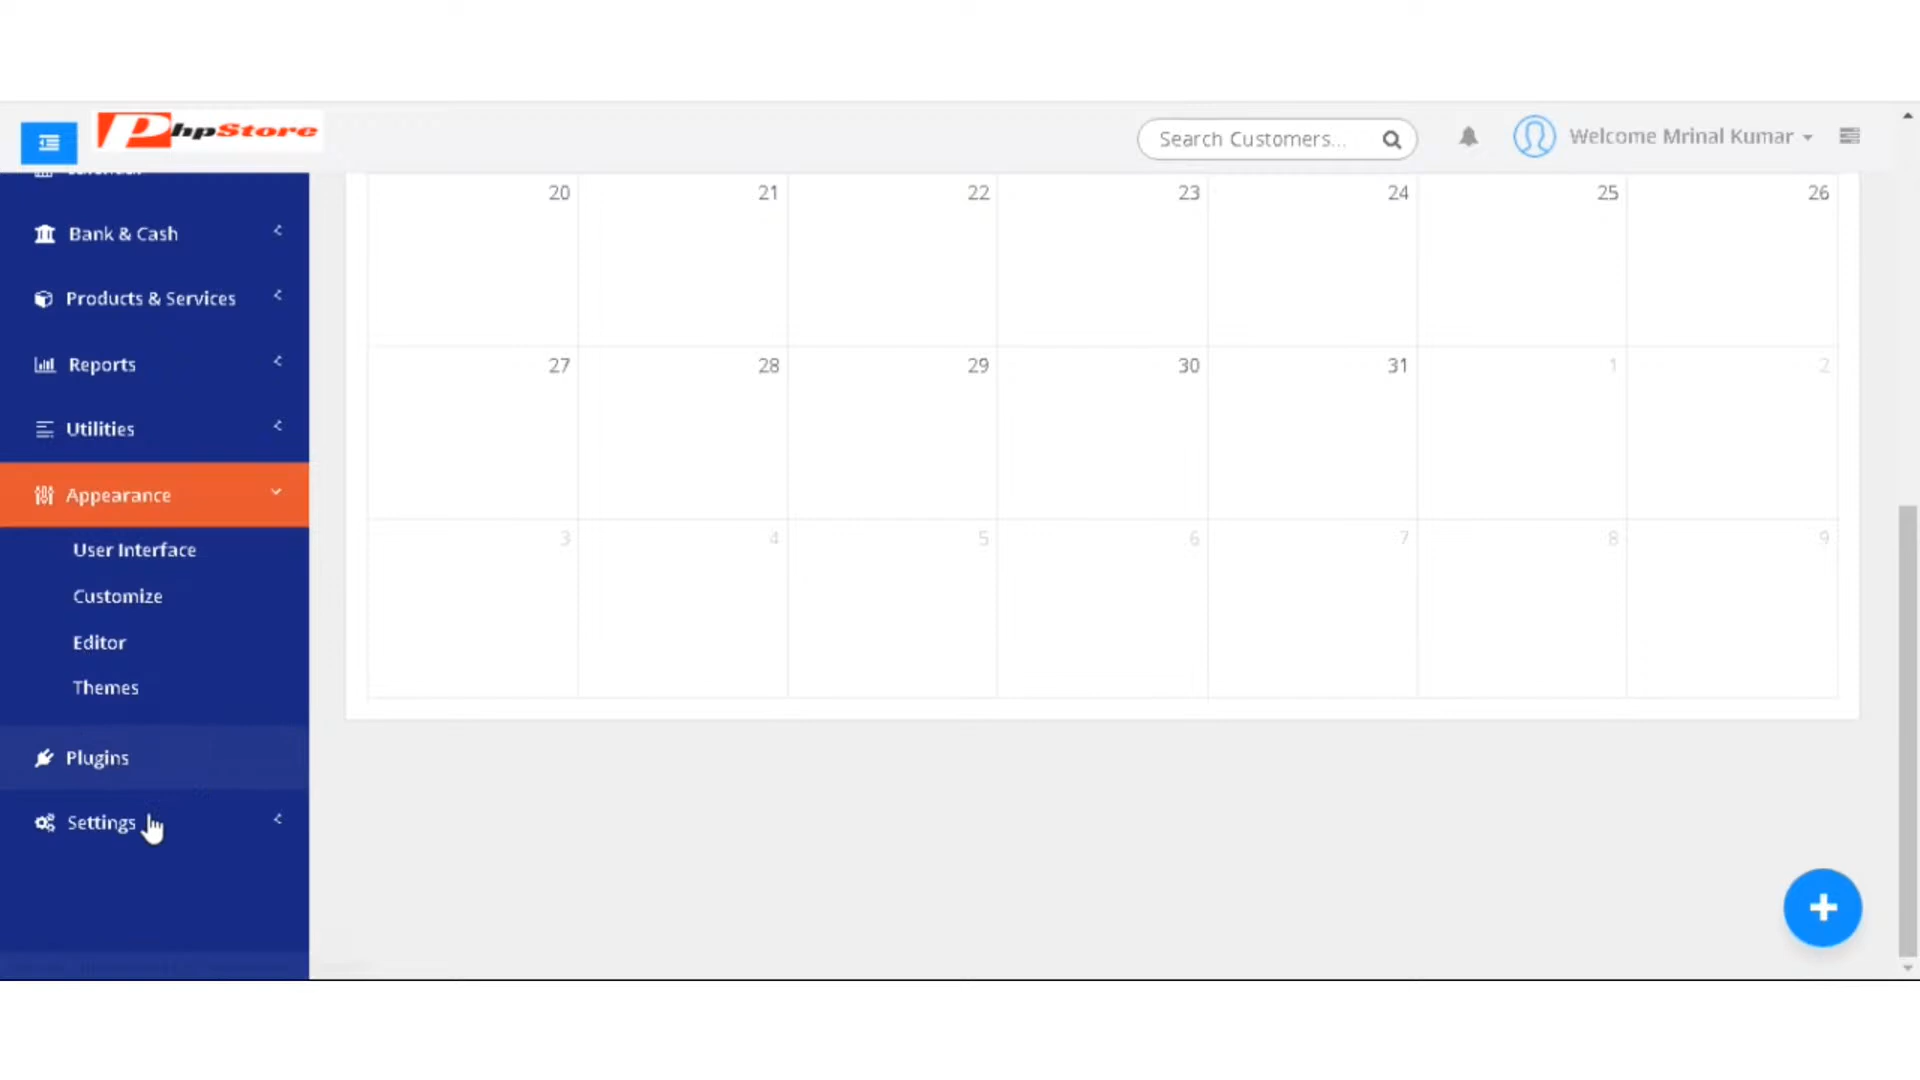 PhpStore
Search Customers...
Welcome Mrinal Kumar
Bank & Cash
Products & Services
Reports
Utilities
Appearance
User Interface
Customize
Editor
Themes
Plugins
Settings
20 21 22 23 24 25 26
27 28 29 30 31 1 2
3 4 5 6 7 8 9